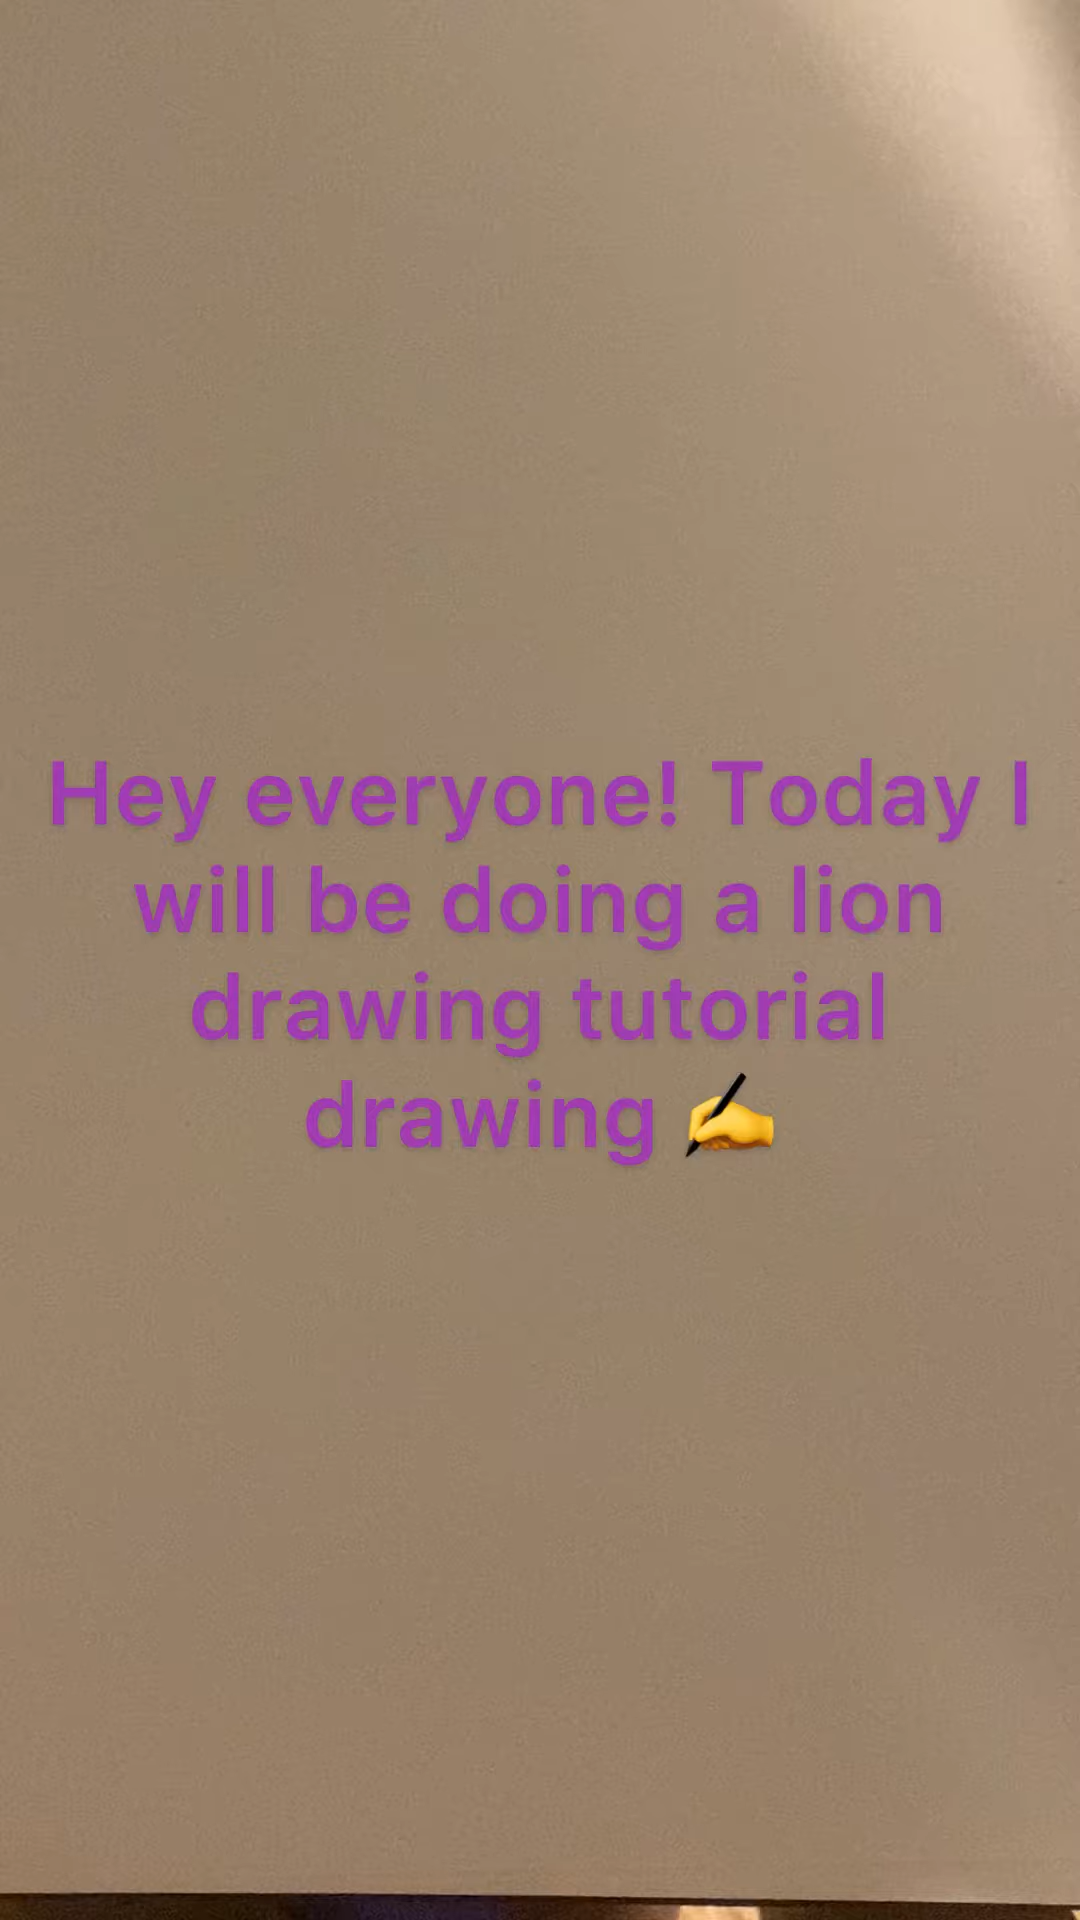 Hey everyone! Today I
will be doing a lion
drawing tutorial
drawing ✍️